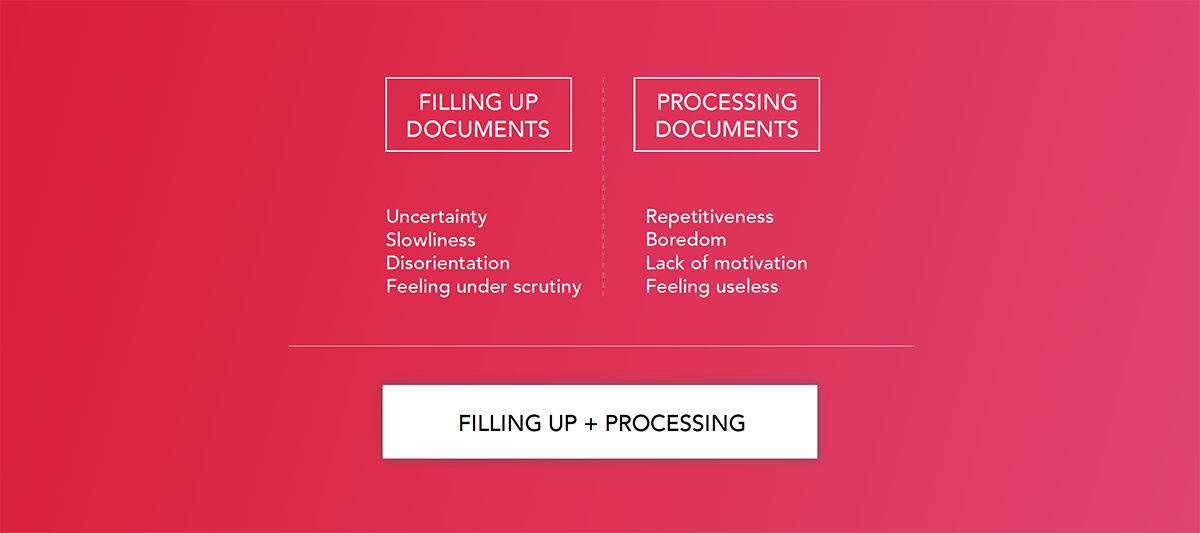 FILLING UP
DOCUMENTS
Uncertainty
Slowliness
Disorientation
Feeling under scrutiny
PROCESSING
DOCUMENTS
Repetitiveness
Boredom
Lack of motivation
Feeling useless
FILLING UP + PROCESSING